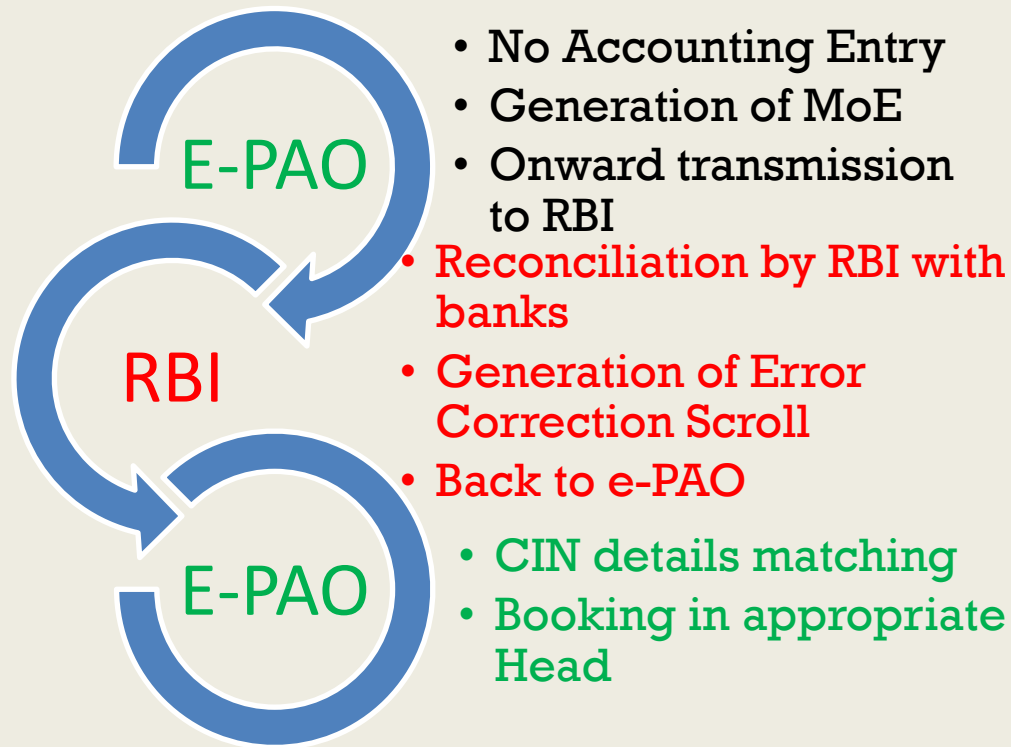 E-PAO
• No Accounting Entry
• Generation of MoE
• Onward transmission
to RBI
RBI
• Reconciliation by RBI with
banks
• Generation of Error
Correction Scroll
• Back to e-PAO
E-PAO
• CIN details matching
• Booking in appropriate
Head